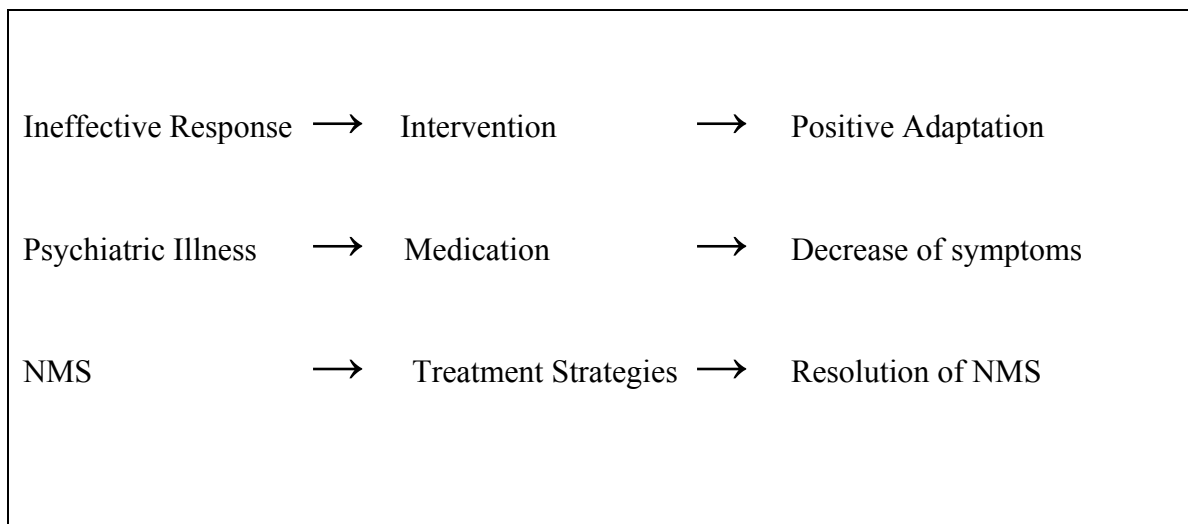 Ineffective Response → Intervention → Positive Adaptation
Psychiatric Illness → Medication → Decrease of symptoms
NMS → Treatment Strategies → Resolution of NMS